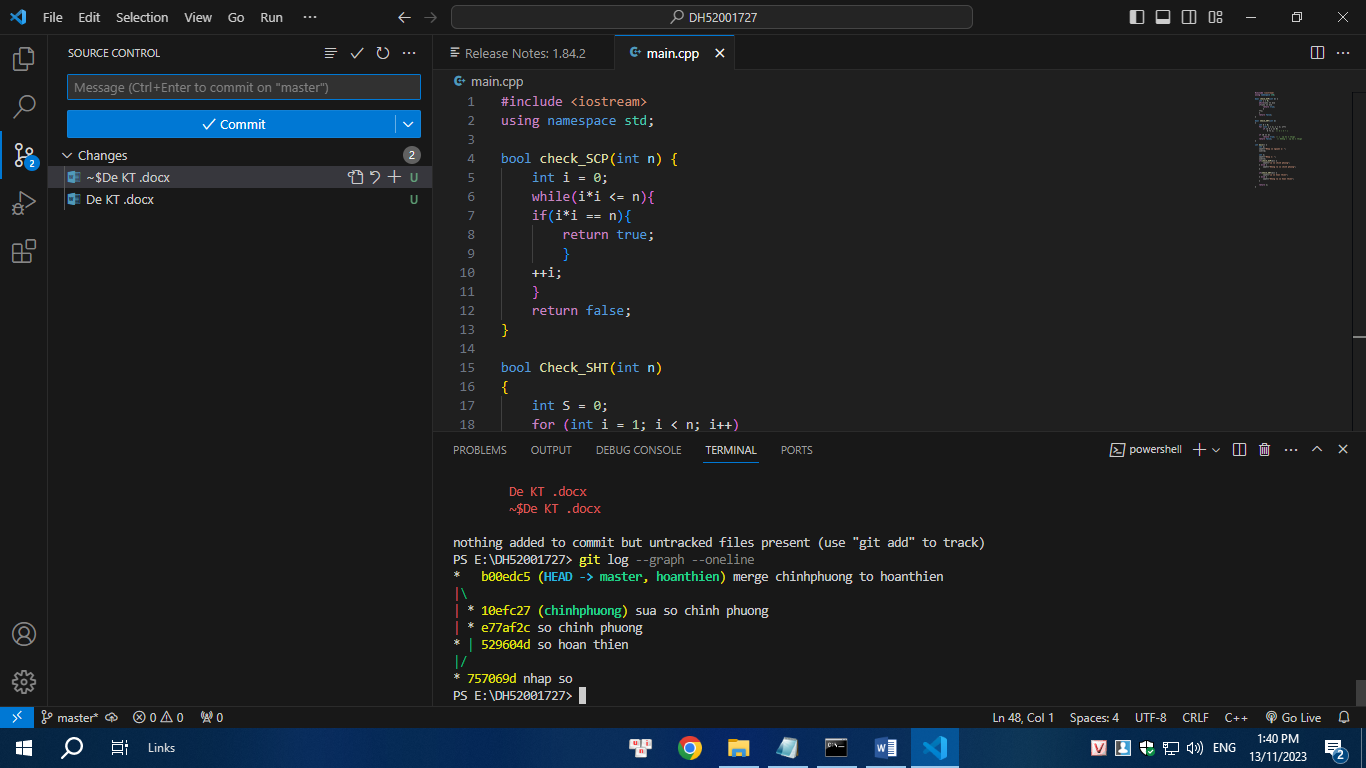 File Edit Selection View Go Run ··· DH52001727
SOURCE CONTROL
Message (Ctrl+Enter to commit on "master")
Commit
Changes 2
~$De KT .docx U
De KT .docx U
2
Release Notes: 1.84.2 main.cpp
main.cpp
1 #include <iostream>
2 using namespace std;
3
4 bool check_SCP(int n) {
5 int i = 0;
6 while(i*i <= n){
7 if(i*i == n){
8 return true;
9 }
10 ++i;
11 }
12 return false;
13 }
14
15 bool Check_SHT(int n)
16 {
17 int S = 0;
18 for (int i = 1; i < n; i++)
PROBLEMS OUTPUT DEBUG CONSOLE TERMINAL PORTS powershell
De KT .docx
~$De KT .docx
nothing added to commit but untracked files present (use "git add" to track)
PS E:\DH52001727> git log --graph --oneline
* b00edc5 (HEAD -> master, hoanthien) merge chinhphuong to hoanthien
|\
| * 10efc27 (chinhphuong) sua so chinh phuong
| * e77af2c so chinh phuong
* | 529604d so hoan thien
|/
* 757069d nhap so
PS E:\DH52001727>
master* 0 0 0 Ln 48, Col 1 Spaces: 4 UTF-8 CRLF C++ Go Live
Links ENG 1:40 PM
13/11/2023 2